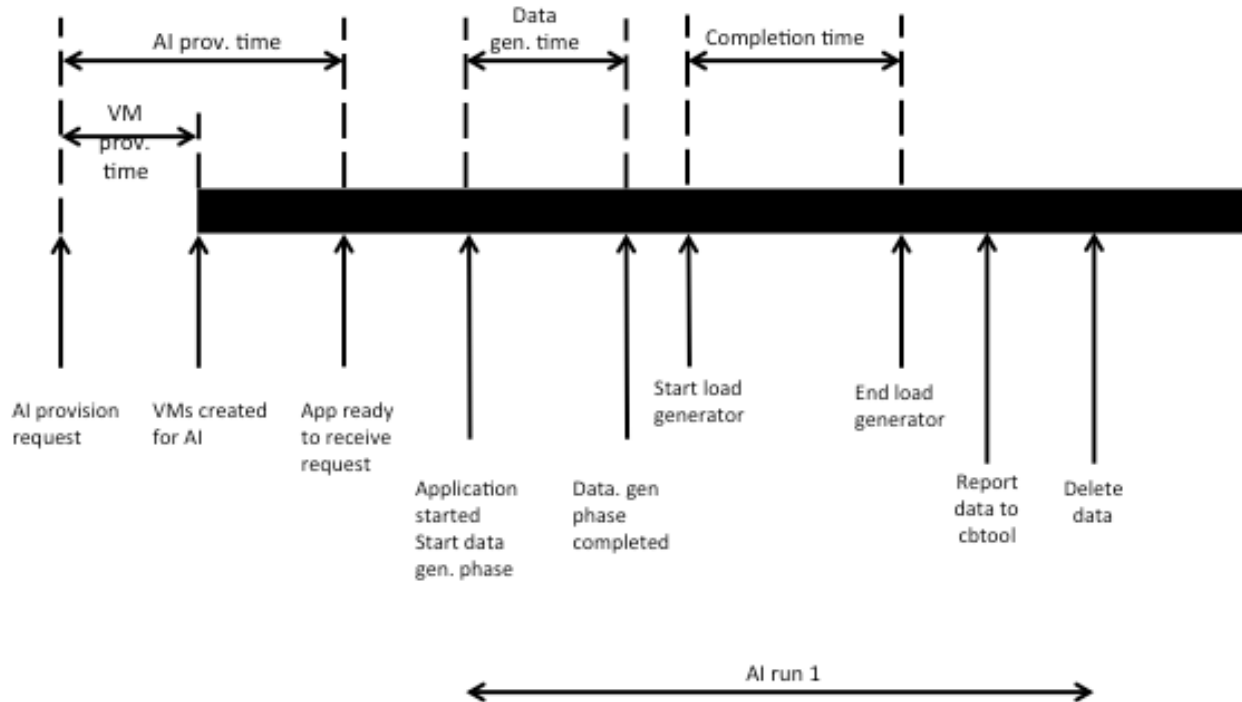 AI prov. time
Data
gen. time
Completion time
VM
prov.
time
AI provision
request
VMs created
for AI
App ready
to receive
request
Application
started
Start data
gen. phase
Data. gen
phase
completed
Start load
generator
End load
generator
Report
data to
cbtool
Delete
data
AI run 1